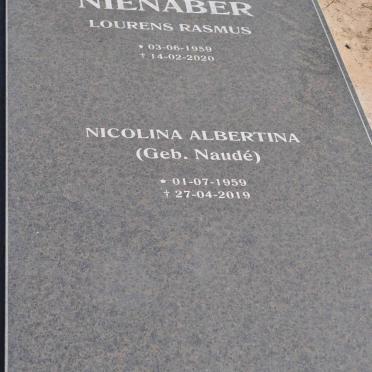 NIENABER
LOURENS RASMUS
* 03-06-1959
† 14-02-2020
NICOLINA ALBERTINA
(Geb. Naudé)
* 01-07-1959
† 27-04-2019